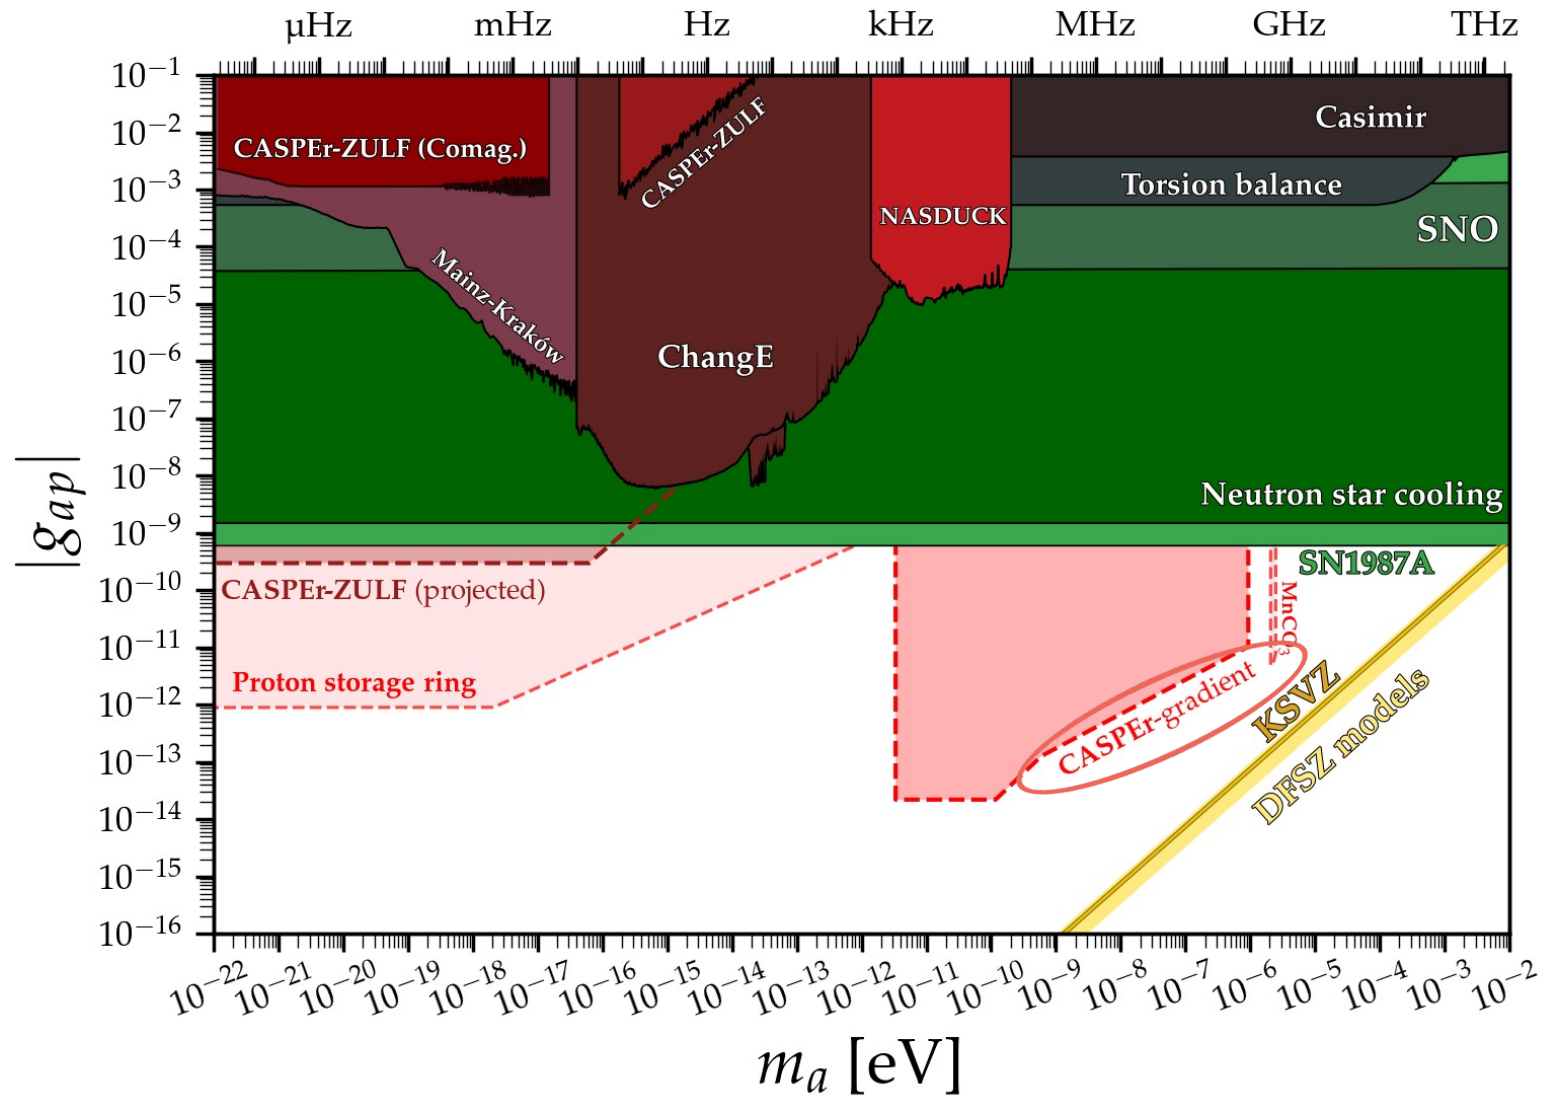 μHz mHz Hz kHz MHz GHz THz
10⁻¹
10⁻²
10⁻³
10⁻⁴
10⁻⁵
10⁻⁶
10⁻⁷
10⁻⁸
10⁻⁹
10⁻¹⁰
10⁻¹¹
10⁻¹²
10⁻¹³
10⁻¹⁴
10⁻¹⁵
10⁻¹⁶
|g_ap|
CASPEr-ZULF (Comag.)
CASPEr-ZULF
Casimir
Torsion balance
NASDUCK
SNO
Mainz-Kraków
ChangE
Neutron star cooling
SN1987A
CASPEr-ZULF (projected)
MnCO₃
Proton storage ring
CASPEr-gradient
KSVZ
DFSZ models
10⁻²² 10⁻²¹ 10⁻²⁰ 10⁻¹⁹ 10⁻¹⁸ 10⁻¹⁷ 10⁻¹⁶ 10⁻¹⁵ 10⁻¹⁴ 10⁻¹³ 10⁻¹² 10⁻¹¹ 10⁻¹⁰ 10⁻⁹ 10⁻⁸ 10⁻⁷ 10⁻⁶ 10⁻⁵ 10⁻⁴ 10⁻³ 10⁻²
m_a [eV]